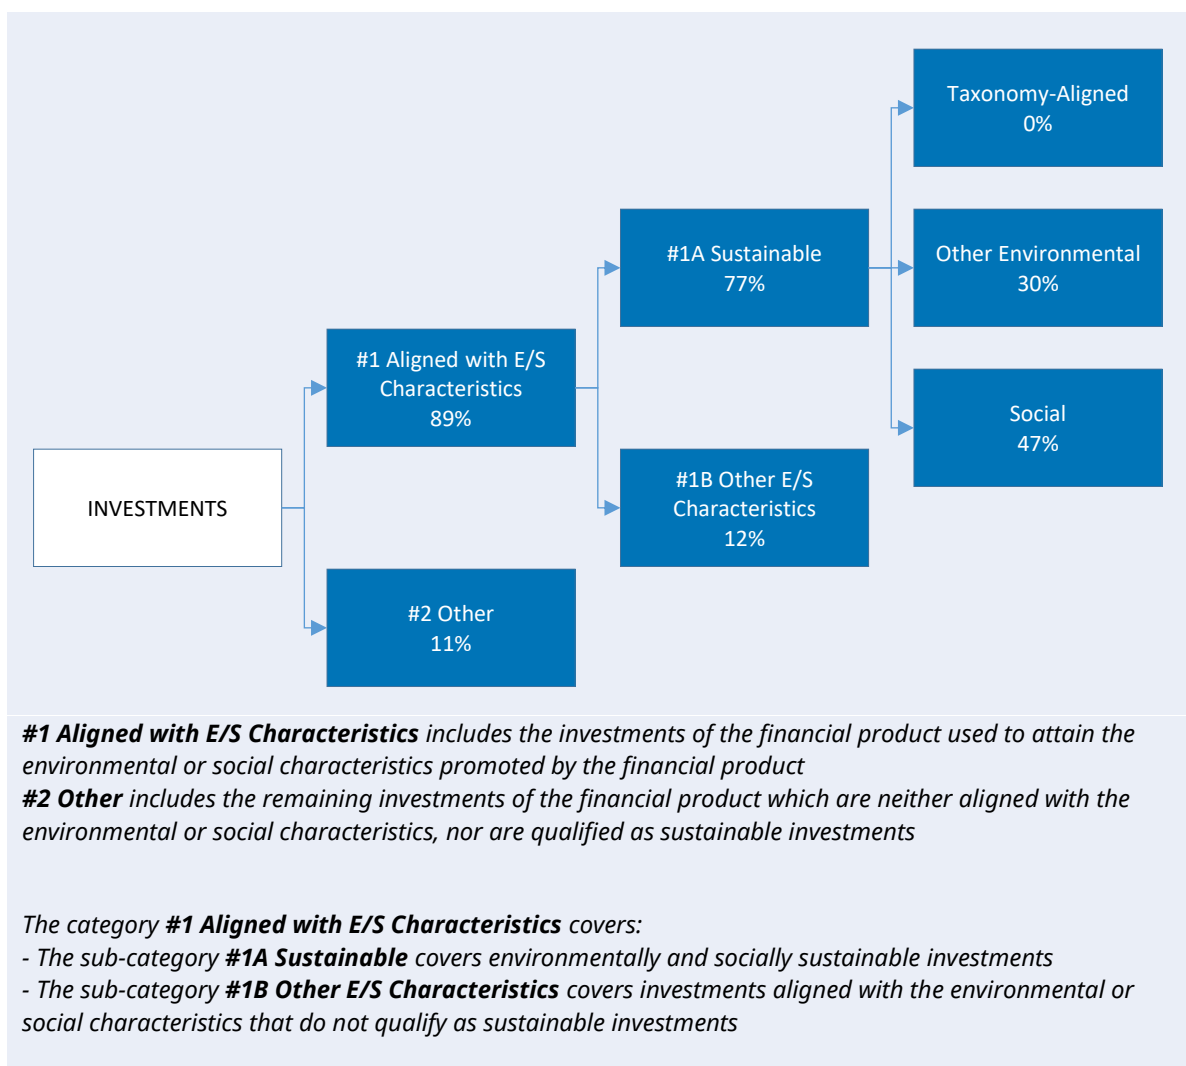 Taxonomy-Aligned
0%
#1A Sustainable
77%
Other Environmental
30%
#1 Aligned with E/S
Characteristics
89%
Social
47%
INVESTMENTS
#1B Other E/S
Characteristics
12%
#2 Other
11%
#1 Aligned with E/S Characteristics includes the investments of the financial product used to attain the
environmental or social characteristics promoted by the financial product
#2 Other includes the remaining investments of the financial product which are neither aligned with the
environmental or social characteristics, nor are qualified as sustainable investments
The category #1 Aligned with E/S Characteristics covers:
- The sub-category #1A Sustainable covers environmentally and socially sustainable investments
- The sub-category #1B Other E/S Characteristics covers investments aligned with the environmental or
social characteristics that do not qualify as sustainable investments